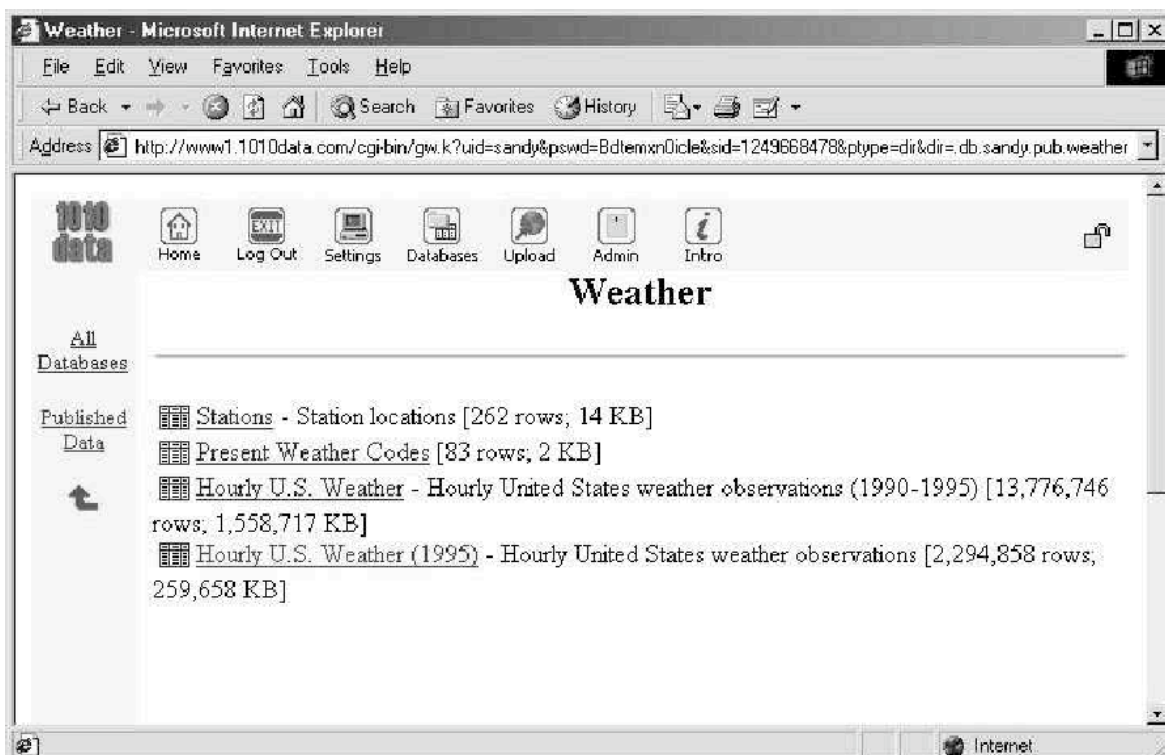 Weather - Microsoft Internet Explorer
File Edit View Favorites Tools Help
Back Search Favorites History
Address http://www1.1010data.com/cgi-bin/gw.k?uid=sandy&pswd=Bdtemxn0icle&sid=1249668478&ptype=dir&dir=.db.sandy.pub.weather
1010 data
EXIT
Home Log Out Settings Databases Upload Admin Intro
Weather
All
Databases
Published
Data
Stations - Station locations [262 rows; 14 KB]
Present Weather Codes [83 rows; 2 KB]
Hourly U.S. Weather - Hourly United States weather observations (1990-1995) [13,776,746
rows; 1,558,717 KB]
Hourly U.S. Weather (1995) - Hourly United States weather observations [2,294,858 rows;
259,658 KB]
Internet